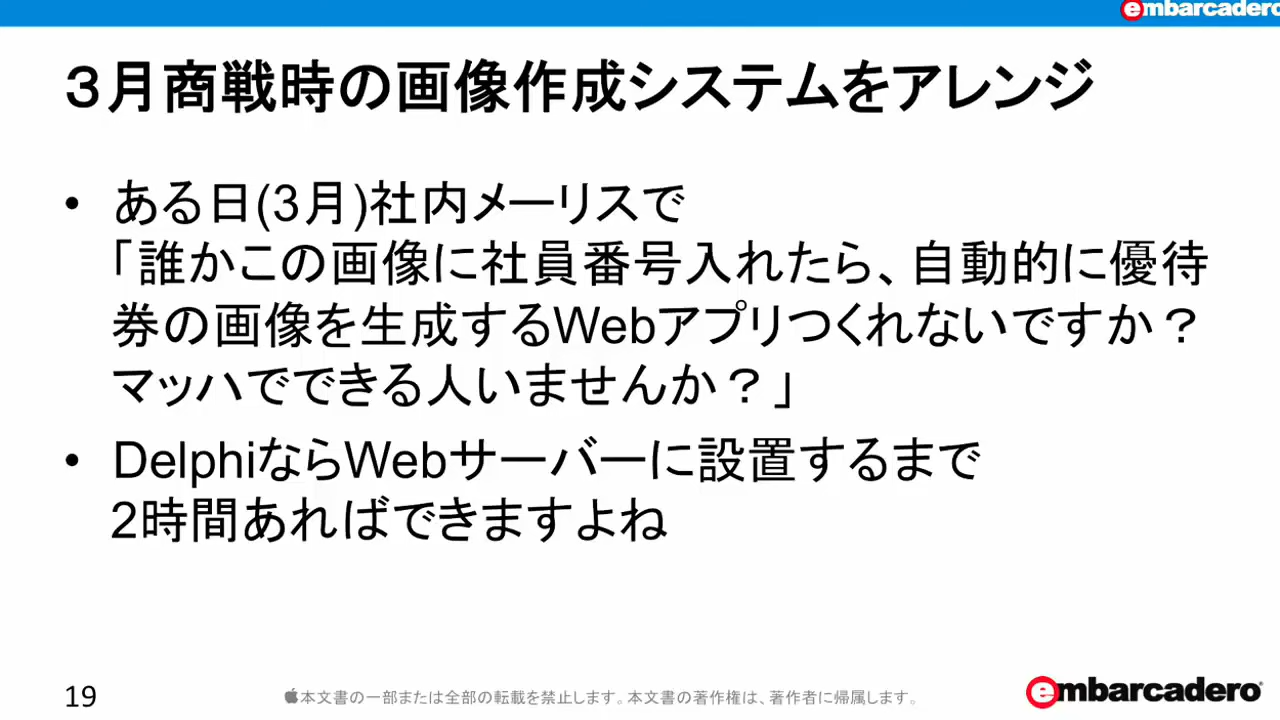 embarcadero
３月商戦時の画像作成システムをアレンジ
• ある日(3月)社内メーリスで
「誰かこの画像に社員番号入れたら、自動的に優待
券の画像を生成するWebアプリつくれないですか？
マッハでできる人いませんか？」
• DelphiならWebサーバーに設置するまで
2時間あればできますよね
19
本文書の一部または全部の転載を禁止します。本文書の著作権は、著作者に帰属します。
embarcadero®